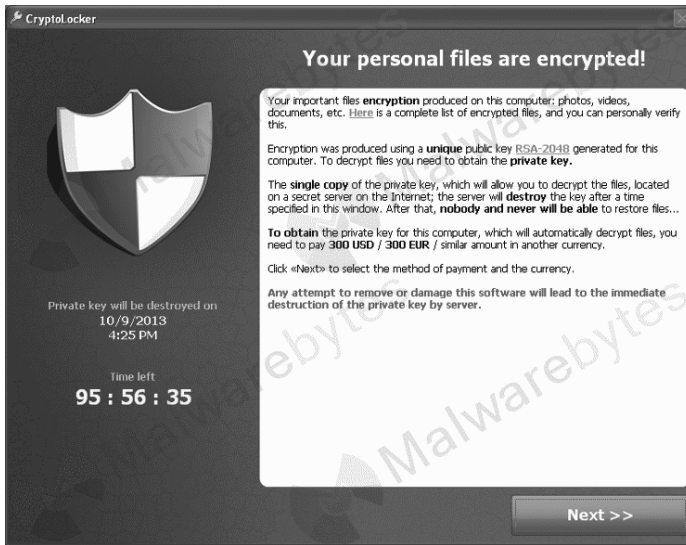 CryptoLocker
Your personal files are encrypted!
Your important files encryption produced on this computer: photos, videos,
documents, etc. Here is a complete list of encrypted files, and you can personally verify
this.
Encryption was produced using a unique public key RSA-2048 generated for this
computer. To decrypt files you need to obtain the private key.
The single copy of the private key, which will allow you to decrypt the files, located
on a secret server on the Internet; the server will destroy the key after a time
specified in this window. After that, nobody and never will be able to restore files...
To obtain the private key for this computer, which will automatically decrypt files, you
need to pay 300 USD / 300 EUR / similar amount in another currency.
Click «Next» to select the method of payment and the currency.
Any attempt to remove or damage this software will lead to the immediate
destruction of the private key by server.
Private key will be destroyed on
10/9/2013
4:25 PM
Time left
95 : 56 : 35
Next >>
Malwarebytes
Malwarebytes
Malwarebytes
Malwarebytes